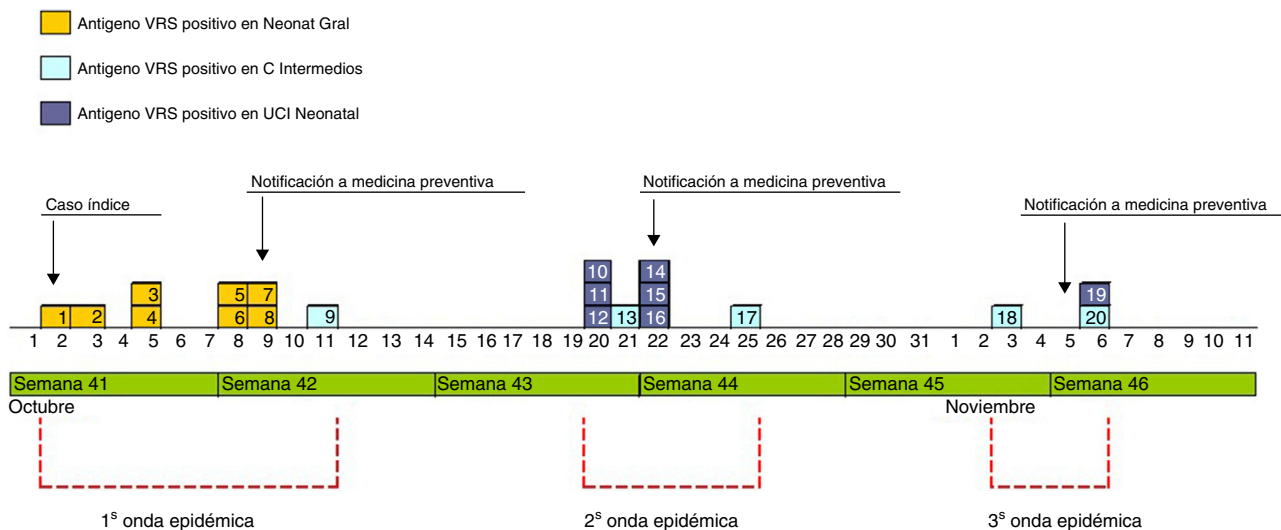 Antigeno VRS positivo en Neonat Gral
Antigeno VRS positivo en C Intermedios
Antigeno VRS positivo en UCI Neonatal
Notificación a medicina preventiva
Notificación a medicina preventiva
Caso índice
Notificación a medicina preventiva
10 14
3 5 7 11 15 19
1 2 4 6 8 9 12 13 16 17 18 20
1 2 3 4 5 6 7 8 9 10 11 12 13 14 15 16 17 18 19 20 21 22 23 24 25 26 27 28 29 30 31 1 2 3 4 5 6 7 8 9 10 11
Semana 41 Semana 42 Semana 43 Semana 44 Semana 45 Semana 46
Octubre Noviembre
1ˢ onda epidémica 2ˢ onda epidémica 3ˢ onda epidémica